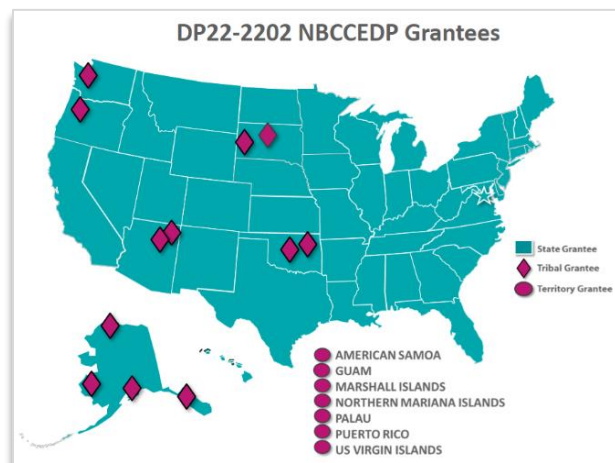 DP22-2202 NBCCEDP Grantees
State Grantee
Tribal Grantee
Territory Grantee
AMERICAN SAMOA
GUAM
MARSHALL ISLANDS
NORTHERN MARIANA ISLANDS
PALAU
PUERTO RICO
US VIRGIN ISLANDS